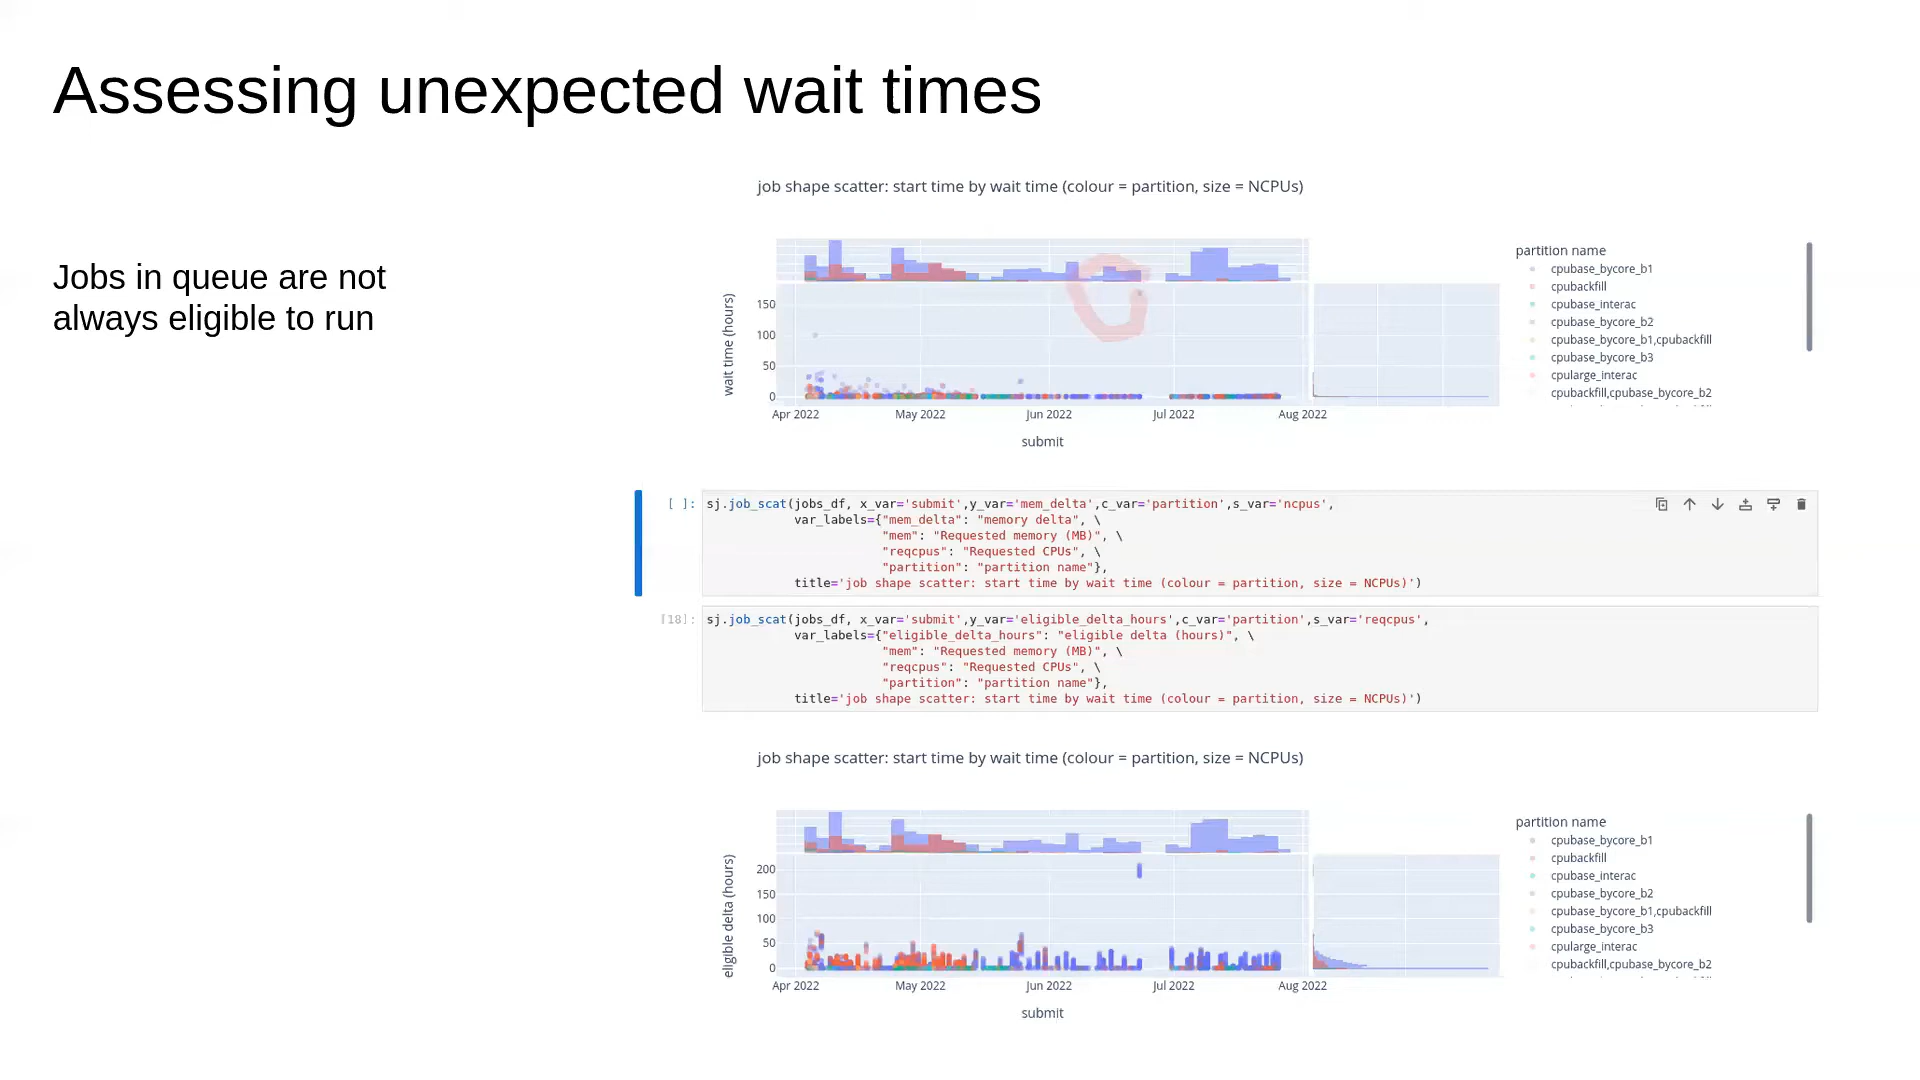 Assessing unexpected wait times
Jobs in queue are not
always eligible to run
job shape scatter: start time by wait time (colour = partition, size = NCPUs)
wait time (hours)
150
100
50
0
Apr 2022 May 2022 Jun 2022 Jul 2022 Aug 2022
submit
partition name
cpubase_bycore_b1
cpubackfill
cpubase_interac
cpubase_bycore_b2
cpubase_bycore_b1,cpubackfill
cpubase_bycore_b3
cpularge_interac
cpubackfill,cpubase_bycore_b2
[ ]: sj.job_scat(jobs_df, x_var='submit',y_var='mem_delta',c_var='partition',s_var='ncpus',
var_labels={"mem_delta": "memory delta", \
"mem": "Requested memory (MB)", \
"reqcpus": "Requested CPUs", \
"partition": "partition name"},
title='job shape scatter: start time by wait time (colour = partition, size = NCPUs)')
[18]: sj.job_scat(jobs_df, x_var='submit',y_var='eligible_delta_hours',c_var='partition',s_var='reqcpus',
var_labels={"eligible_delta_hours": "eligible delta (hours)", \
"mem": "Requested memory (MB)", \
"reqcpus": "Requested CPUs", \
"partition": "partition name"},
title='job shape scatter: start time by wait time (colour = partition, size = NCPUs)')
job shape scatter: start time by wait time (colour = partition, size = NCPUs)
eligible delta (hours)
200
150
100
50
0
Apr 2022 May 2022 Jun 2022 Jul 2022 Aug 2022
submit
partition name
cpubase_bycore_b1
cpubackfill
cpubase_interac
cpubase_bycore_b2
cpubase_bycore_b1,cpubackfill
cpubase_bycore_b3
cpularge_interac
cpubackfill,cpubase_bycore_b2